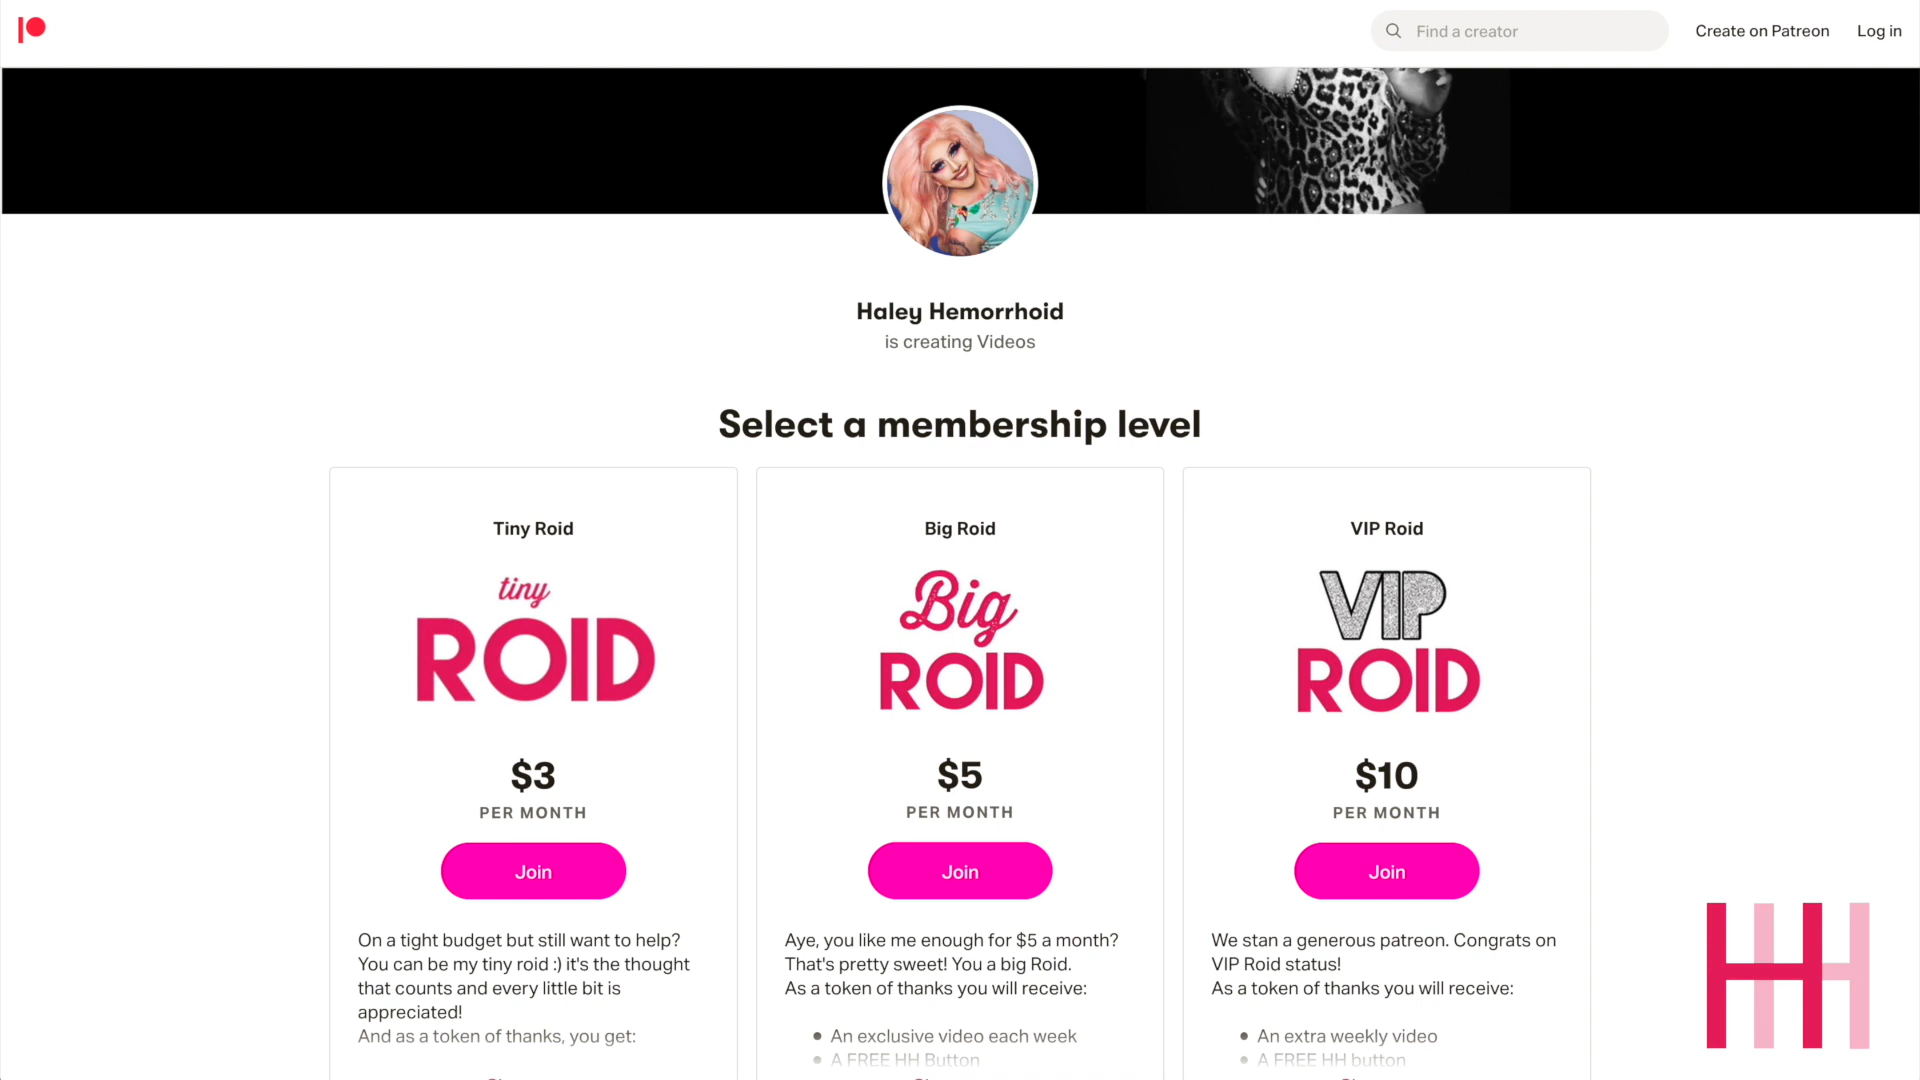 Find a creator
Create on Patreon
Log in
Haley Hemorrhoid
is creating Videos
Select a membership level
Tiny Roid
tiny
ROID
$3
PER MONTH
Join
On a tight budget but still want to help?
You can be my tiny roid :) it's the thought
that counts and every little bit is
appreciated!
And as a token of thanks, you get:
Big Roid
Big
ROID
$5
PER MONTH
Join
Aye, you like me enough for $5 a month?
That's pretty sweet! You a big Roid.
As a token of thanks you will receive:
• An exclusive video each week
• A FREE HH Button
VIP Roid
VIP
ROID
$10
PER MONTH
Join
We stan a generous patreon. Congrats on
VIP Roid status!
As a token of thanks you will receive:
• An extra weekly video
• A FREE HH button
HH